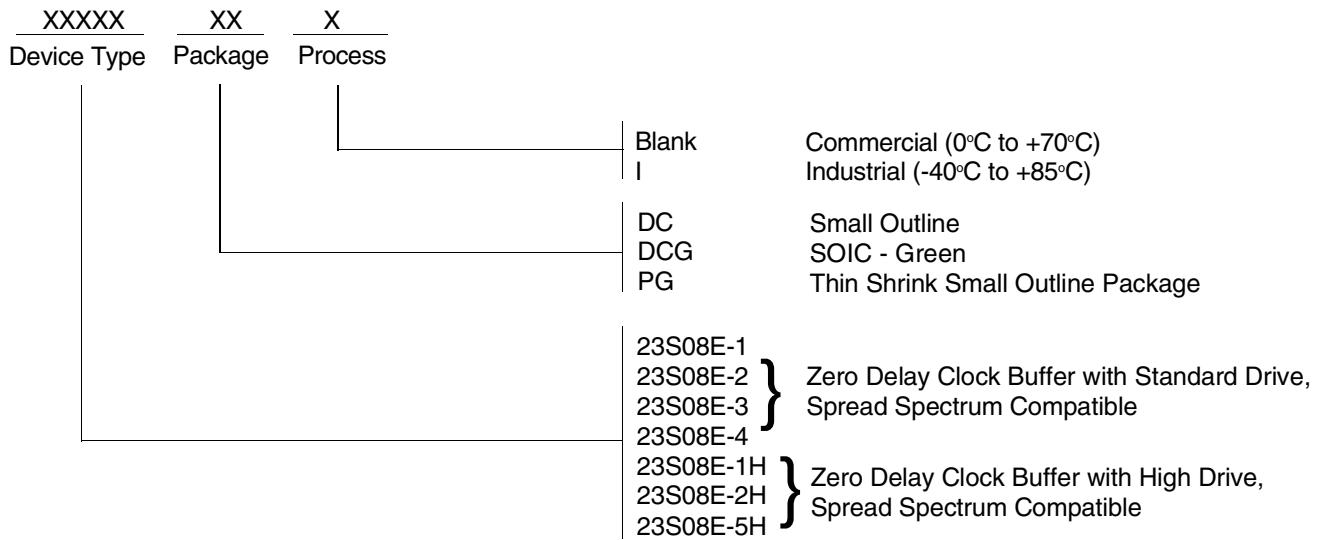 XXXXX XX X
Device Type Package Process
Blank Commercial (0°C to +70°C)
I Industrial (-40°C to +85°C)
DC Small Outline
DCG SOIC - Green
PG Thin Shrink Small Outline Package
23S08E-1
23S08E-2 } Zero Delay Clock Buffer with Standard Drive,
23S08E-3 Spread Spectrum Compatible
23S08E-4
23S08E-1H } Zero Delay Clock Buffer with High Drive,
23S08E-2H Spread Spectrum Compatible
23S08E-5H